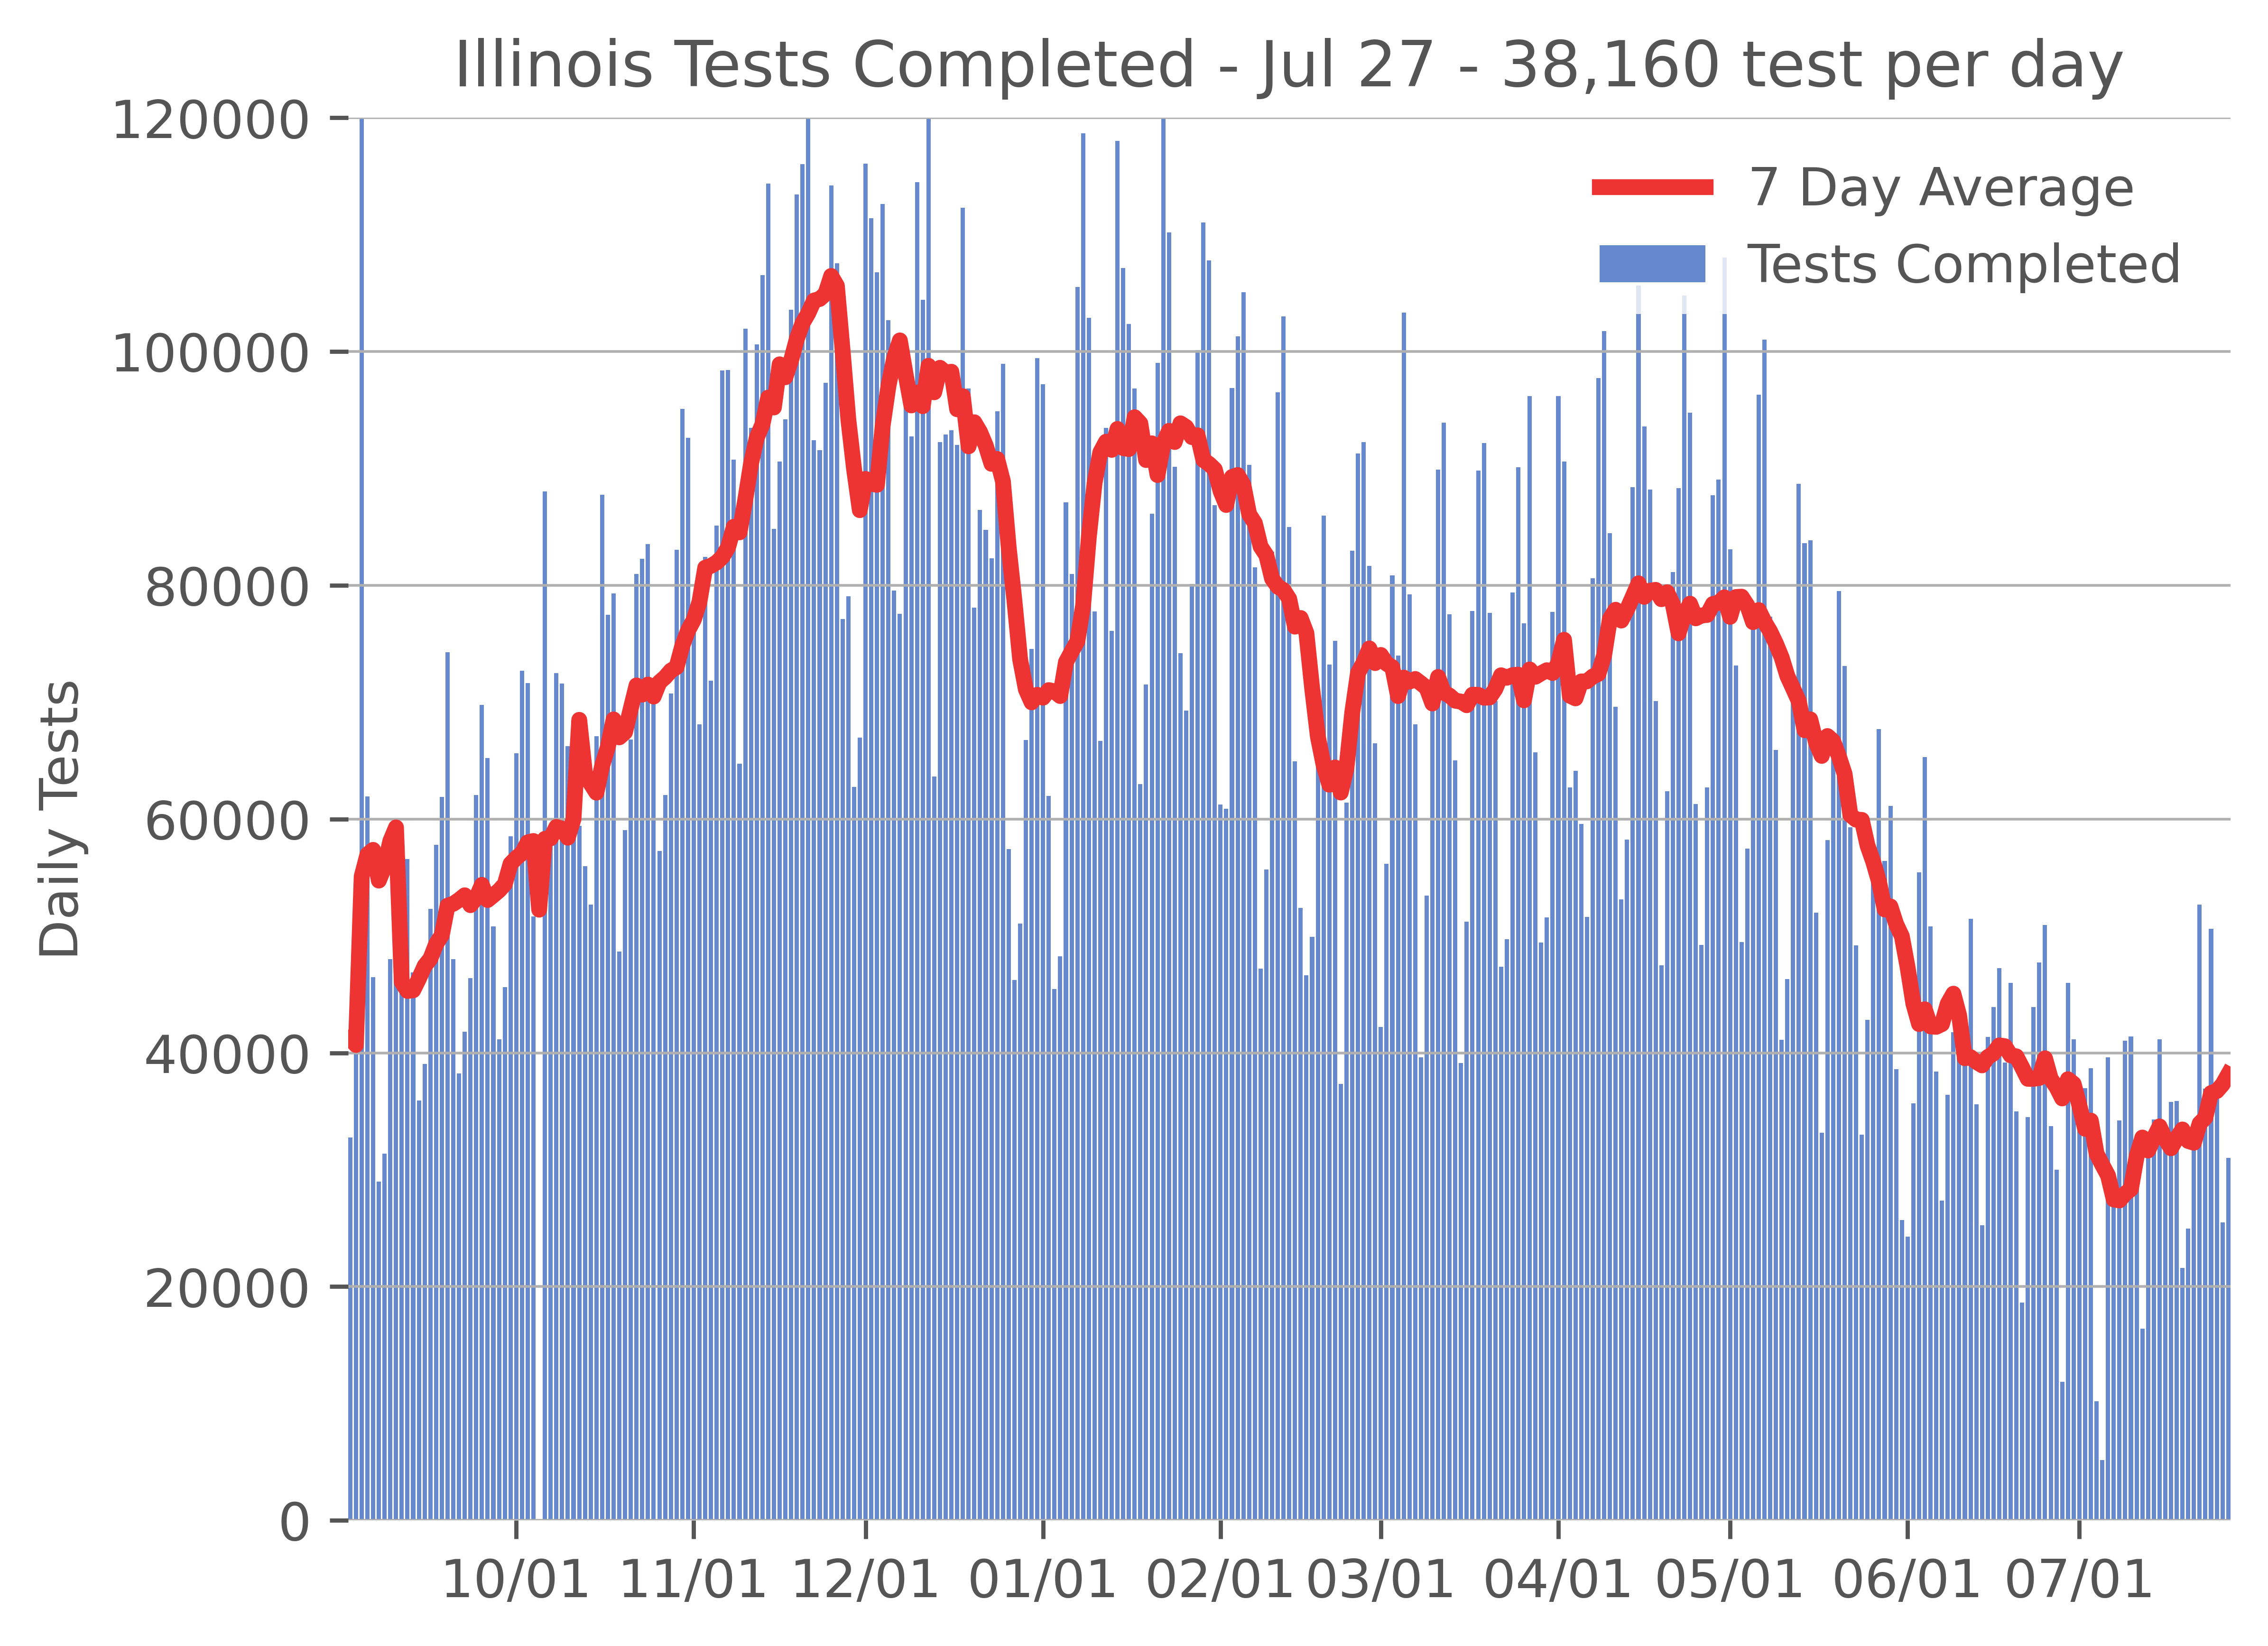 Illinois Tests Completed - Jul 27 - 38,160 test per day
120000
100000
80000
60000
40000
20000
0
Daily Tests
7 Day Average
Tests Completed
10/01 11/01 12/01 01/01 02/01 03/01 04/01 05/01 06/01 07/01